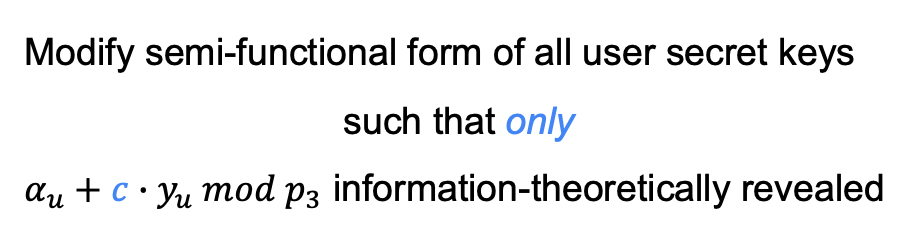 Modify semi-functional form of all user secret keys
such that only
αᵤ + c · yᵤ mod p₃ information-theoretically revealed